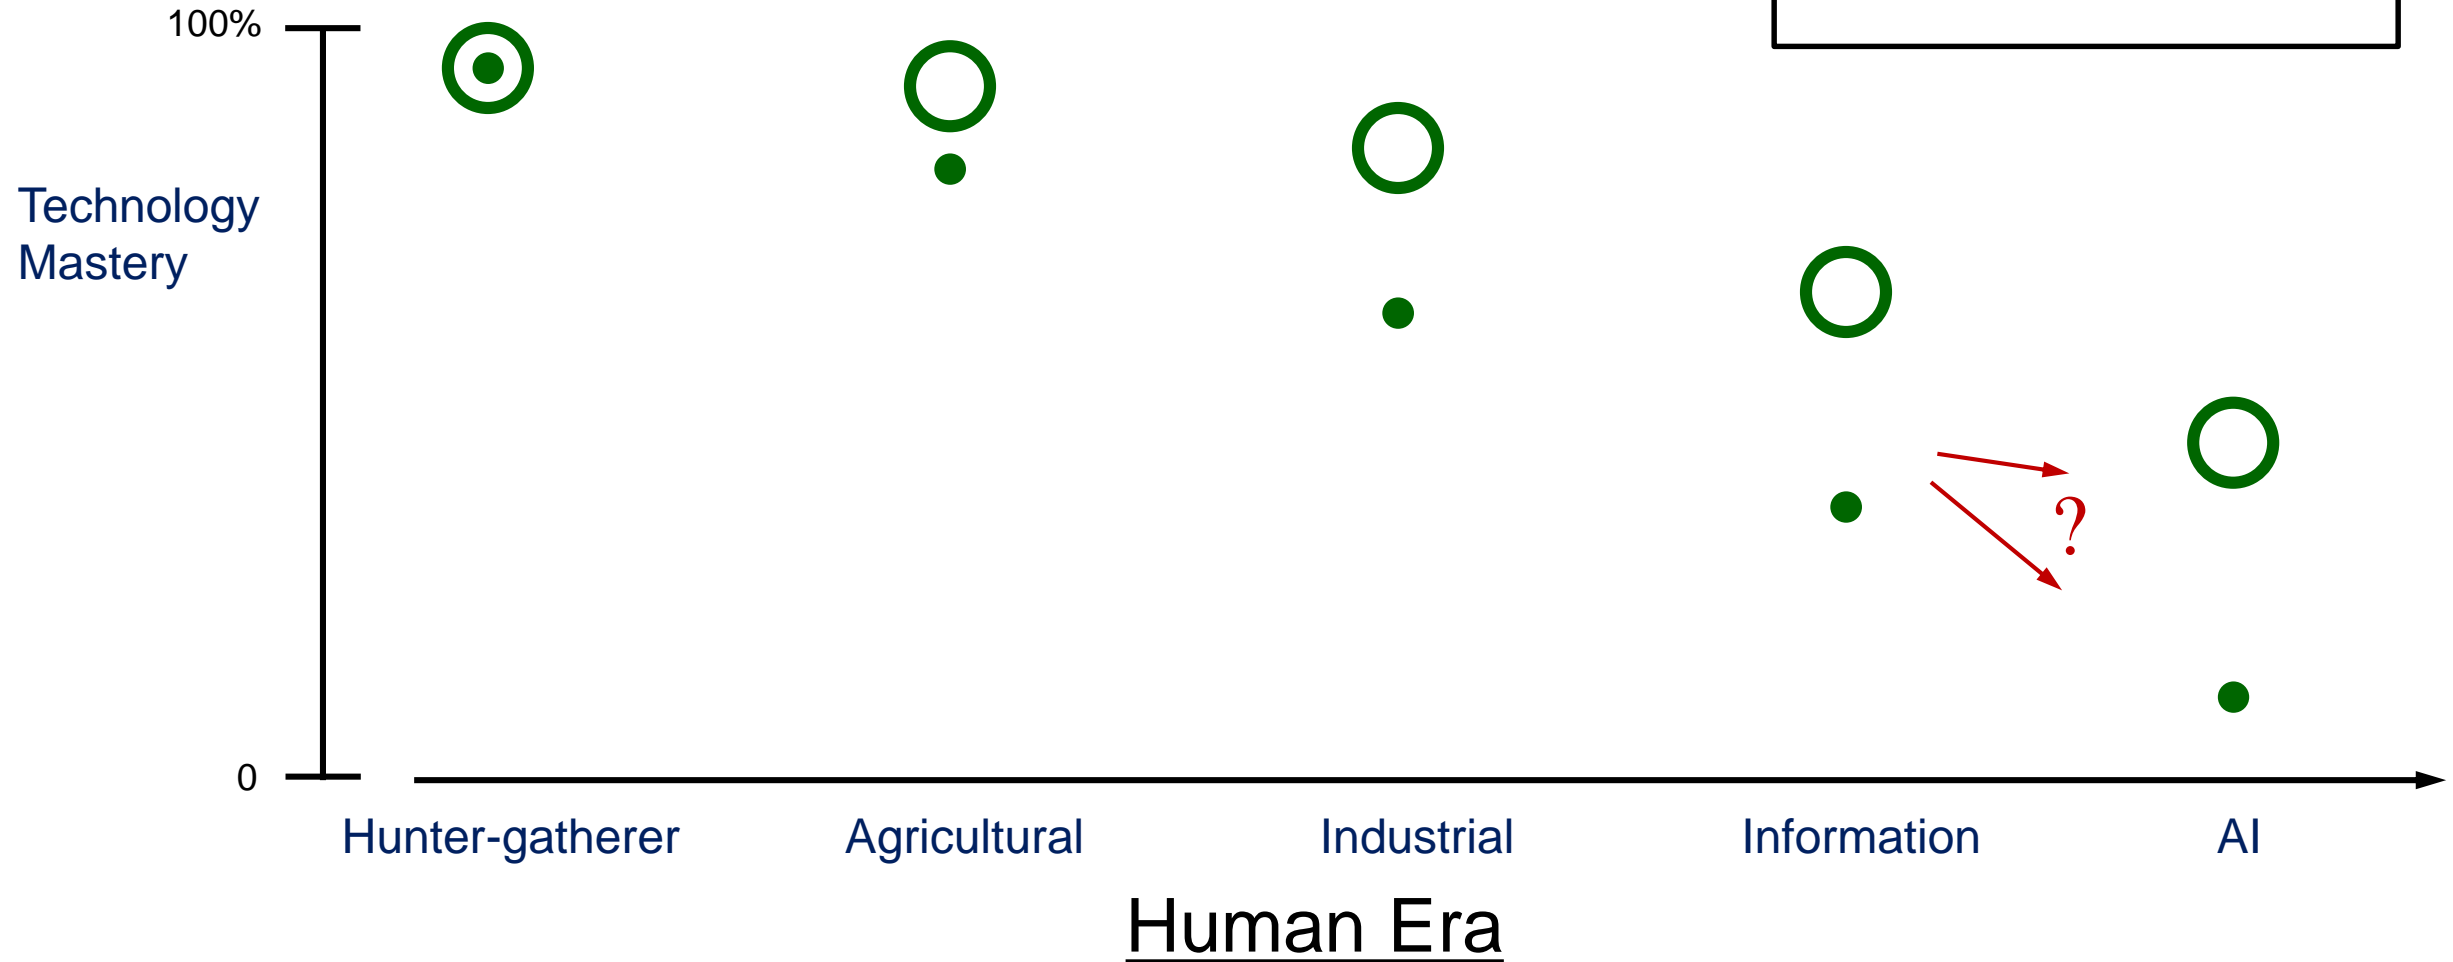 100%
Technology
Mastery
?
0
Hunter-gatherer
Agricultural
Industrial
Information
AI
Human Era